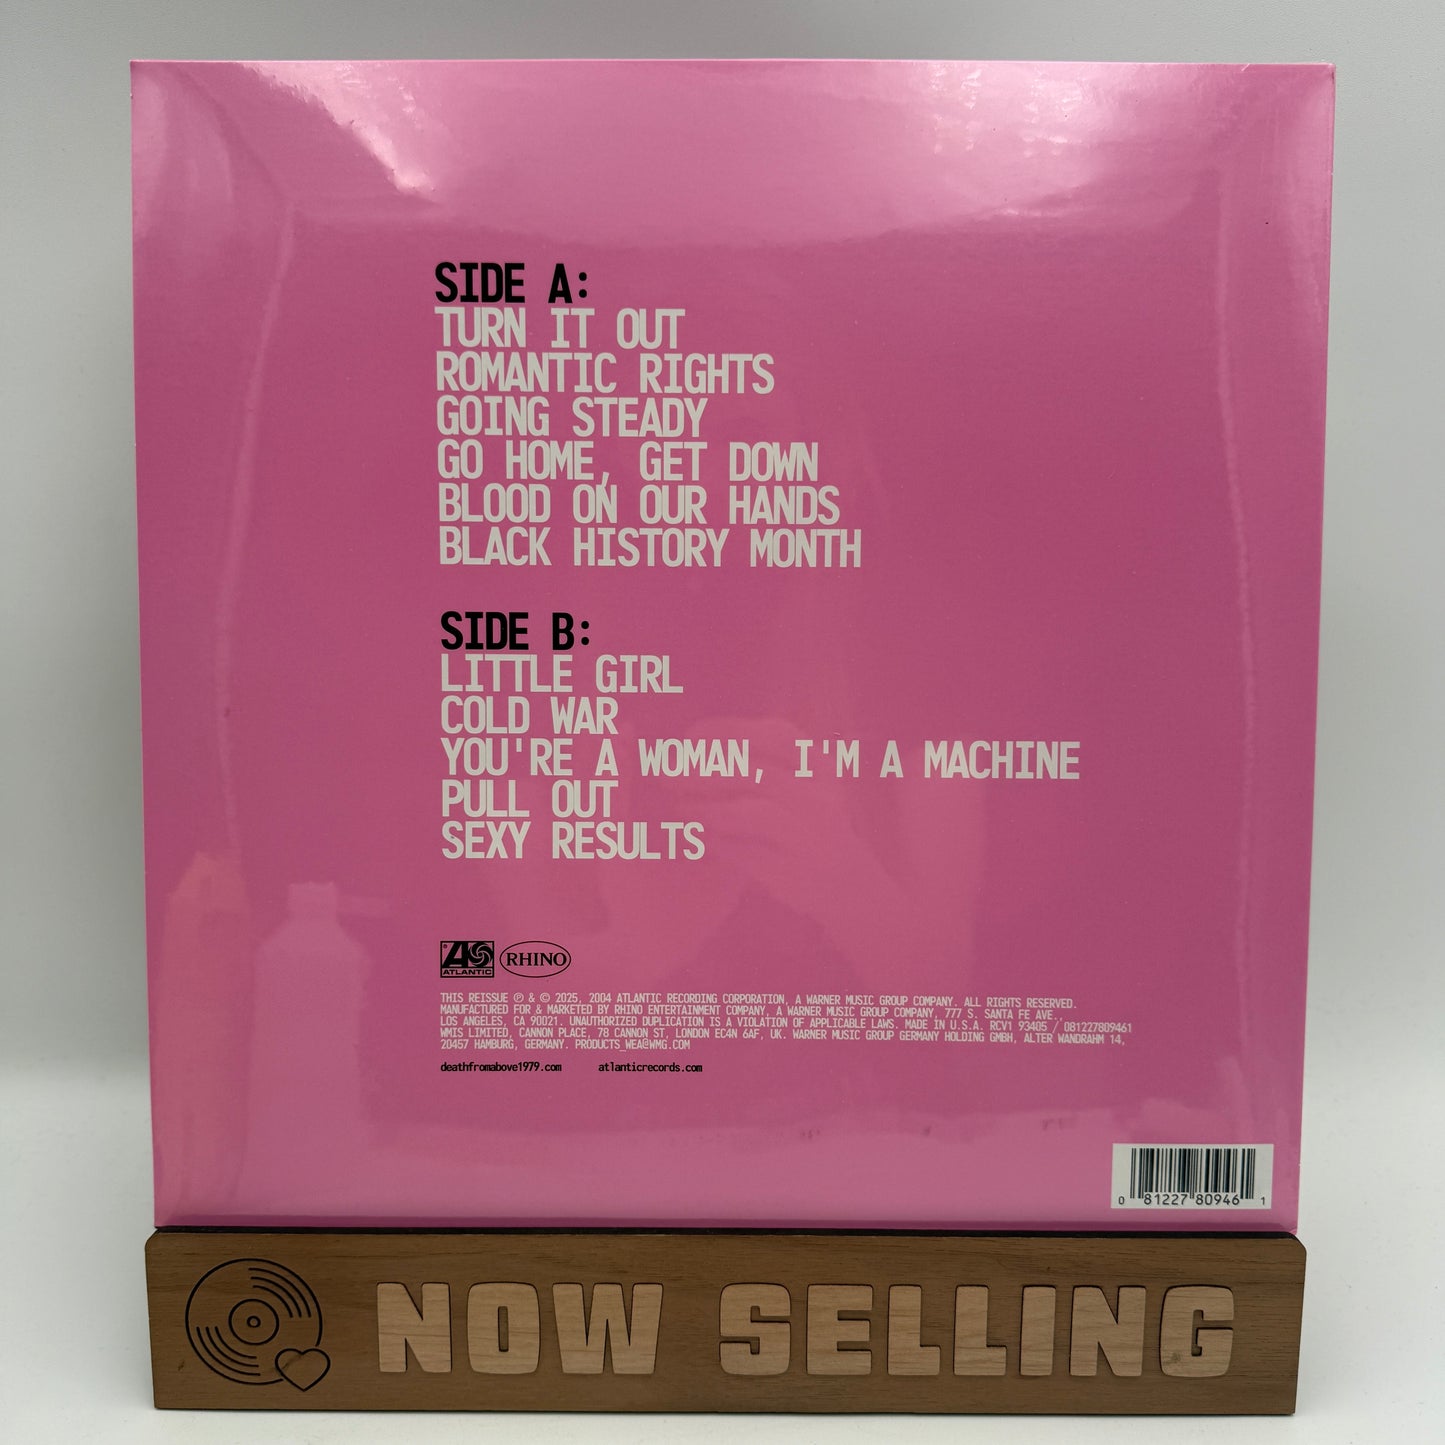 SIDE A:
TURN IT OUT
ROMANTIC RIGHTS
GOING STEADY
GO HOME, GET DOWN
BLOOD ON OUR HANDS
BLACK HISTORY MONTH
SIDE B:
LITTLE GIRL
COLD WAR
YOU'RE A WOMAN, I'M A MACHINE
PULL OUT
SEXY RESULTS
ATLANTIC RHINO
THIS REISSUE ℗ & © 2025, 2004 ATLANTIC RECORDING CORPORATION, A WARNER MUSIC GROUP COMPANY. ALL RIGHTS RESERVED.
MANUFACTURED FOR & MARKETED BY RHINO ENTERTAINMENT COMPANY, A WARNER MUSIC GROUP COMPANY, 777 S. SANTA FE AVE.,
LOS ANGELES, CA 90021. UNAUTHORIZED DUPLICATION IS A VIOLATION OF APPLICABLE LAWS. MADE IN U.S.A. RCV1 93405 / 081227809461
WMIS LIMITED, CANNON PLACE, 78 CANNON ST, LONDON EC4N 6AF, UK. WARNER MUSIC GROUP GERMANY HOLDING GMBH, ALTER WANDRAHM 14,
20457 HAMBURG, GERMANY. PRODUCTS_WEA@WMG.COM
deathfromabove1979.com atlanticrecords.com
0 81227 80946 1
NOW SELLING